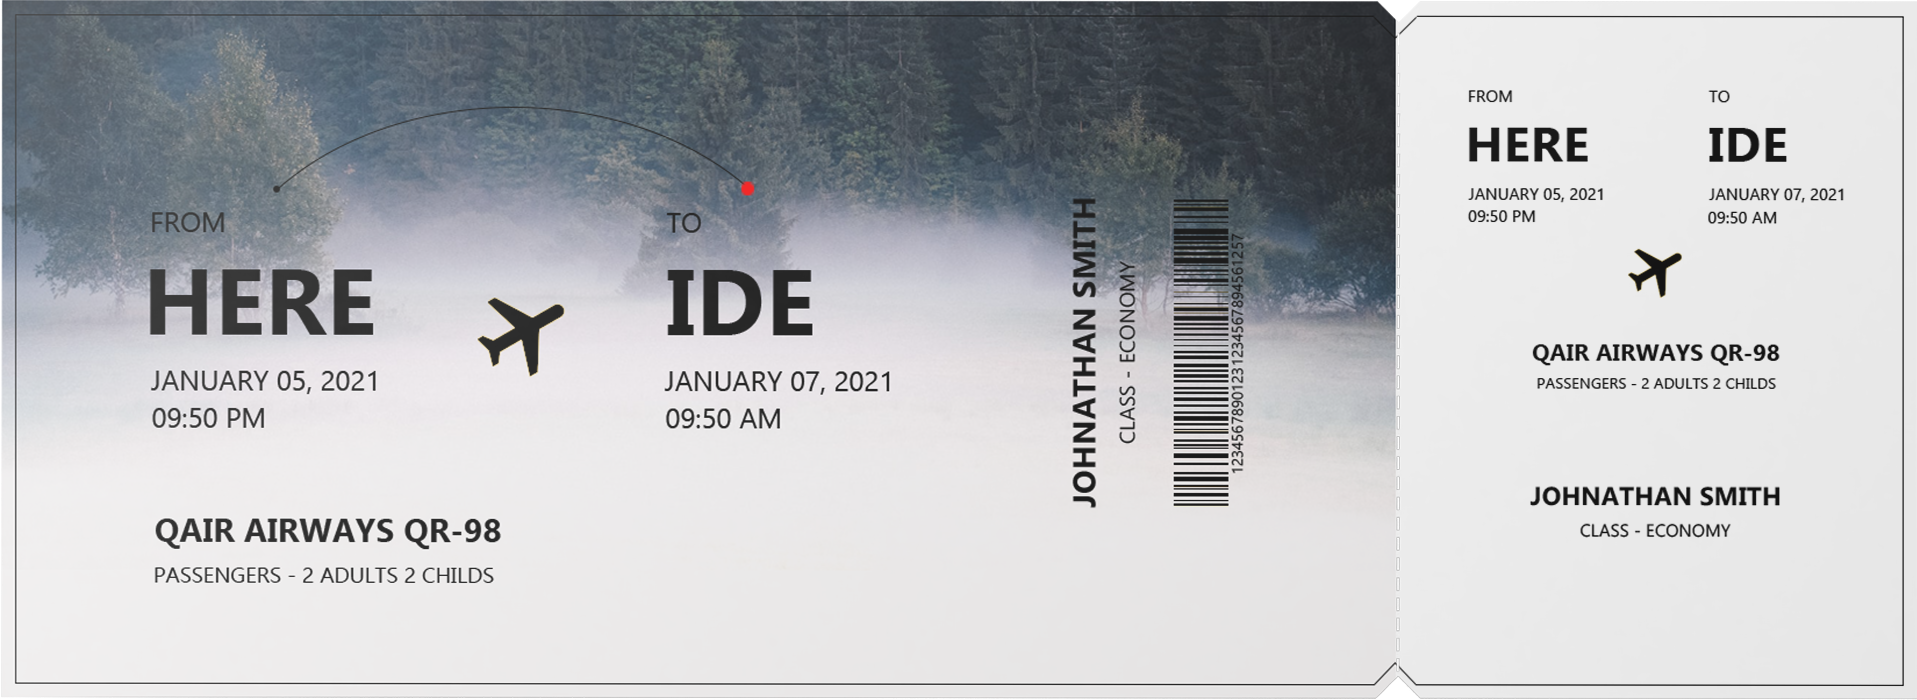 FROM
HERE
JANUARY 05, 2021
09:50 PM
TO
IDE
JANUARY 07, 2021
09:50 AM
QAIR AIRWAYS QR-98
PASSENGERS - 2 ADULTS 2 CHILDS
JOHNATHAN SMITH
CLASS - ECONOMY
1234567890123123456789456​1257
FROM
HERE
JANUARY 05, 2021
09:50 PM
TO
IDE
JANUARY 07, 2021
09:50 AM
QAIR AIRWAYS QR-98
PASSENGERS - 2 ADULTS 2 CHILDS
JOHNATHAN SMITH
CLASS - ECONOMY